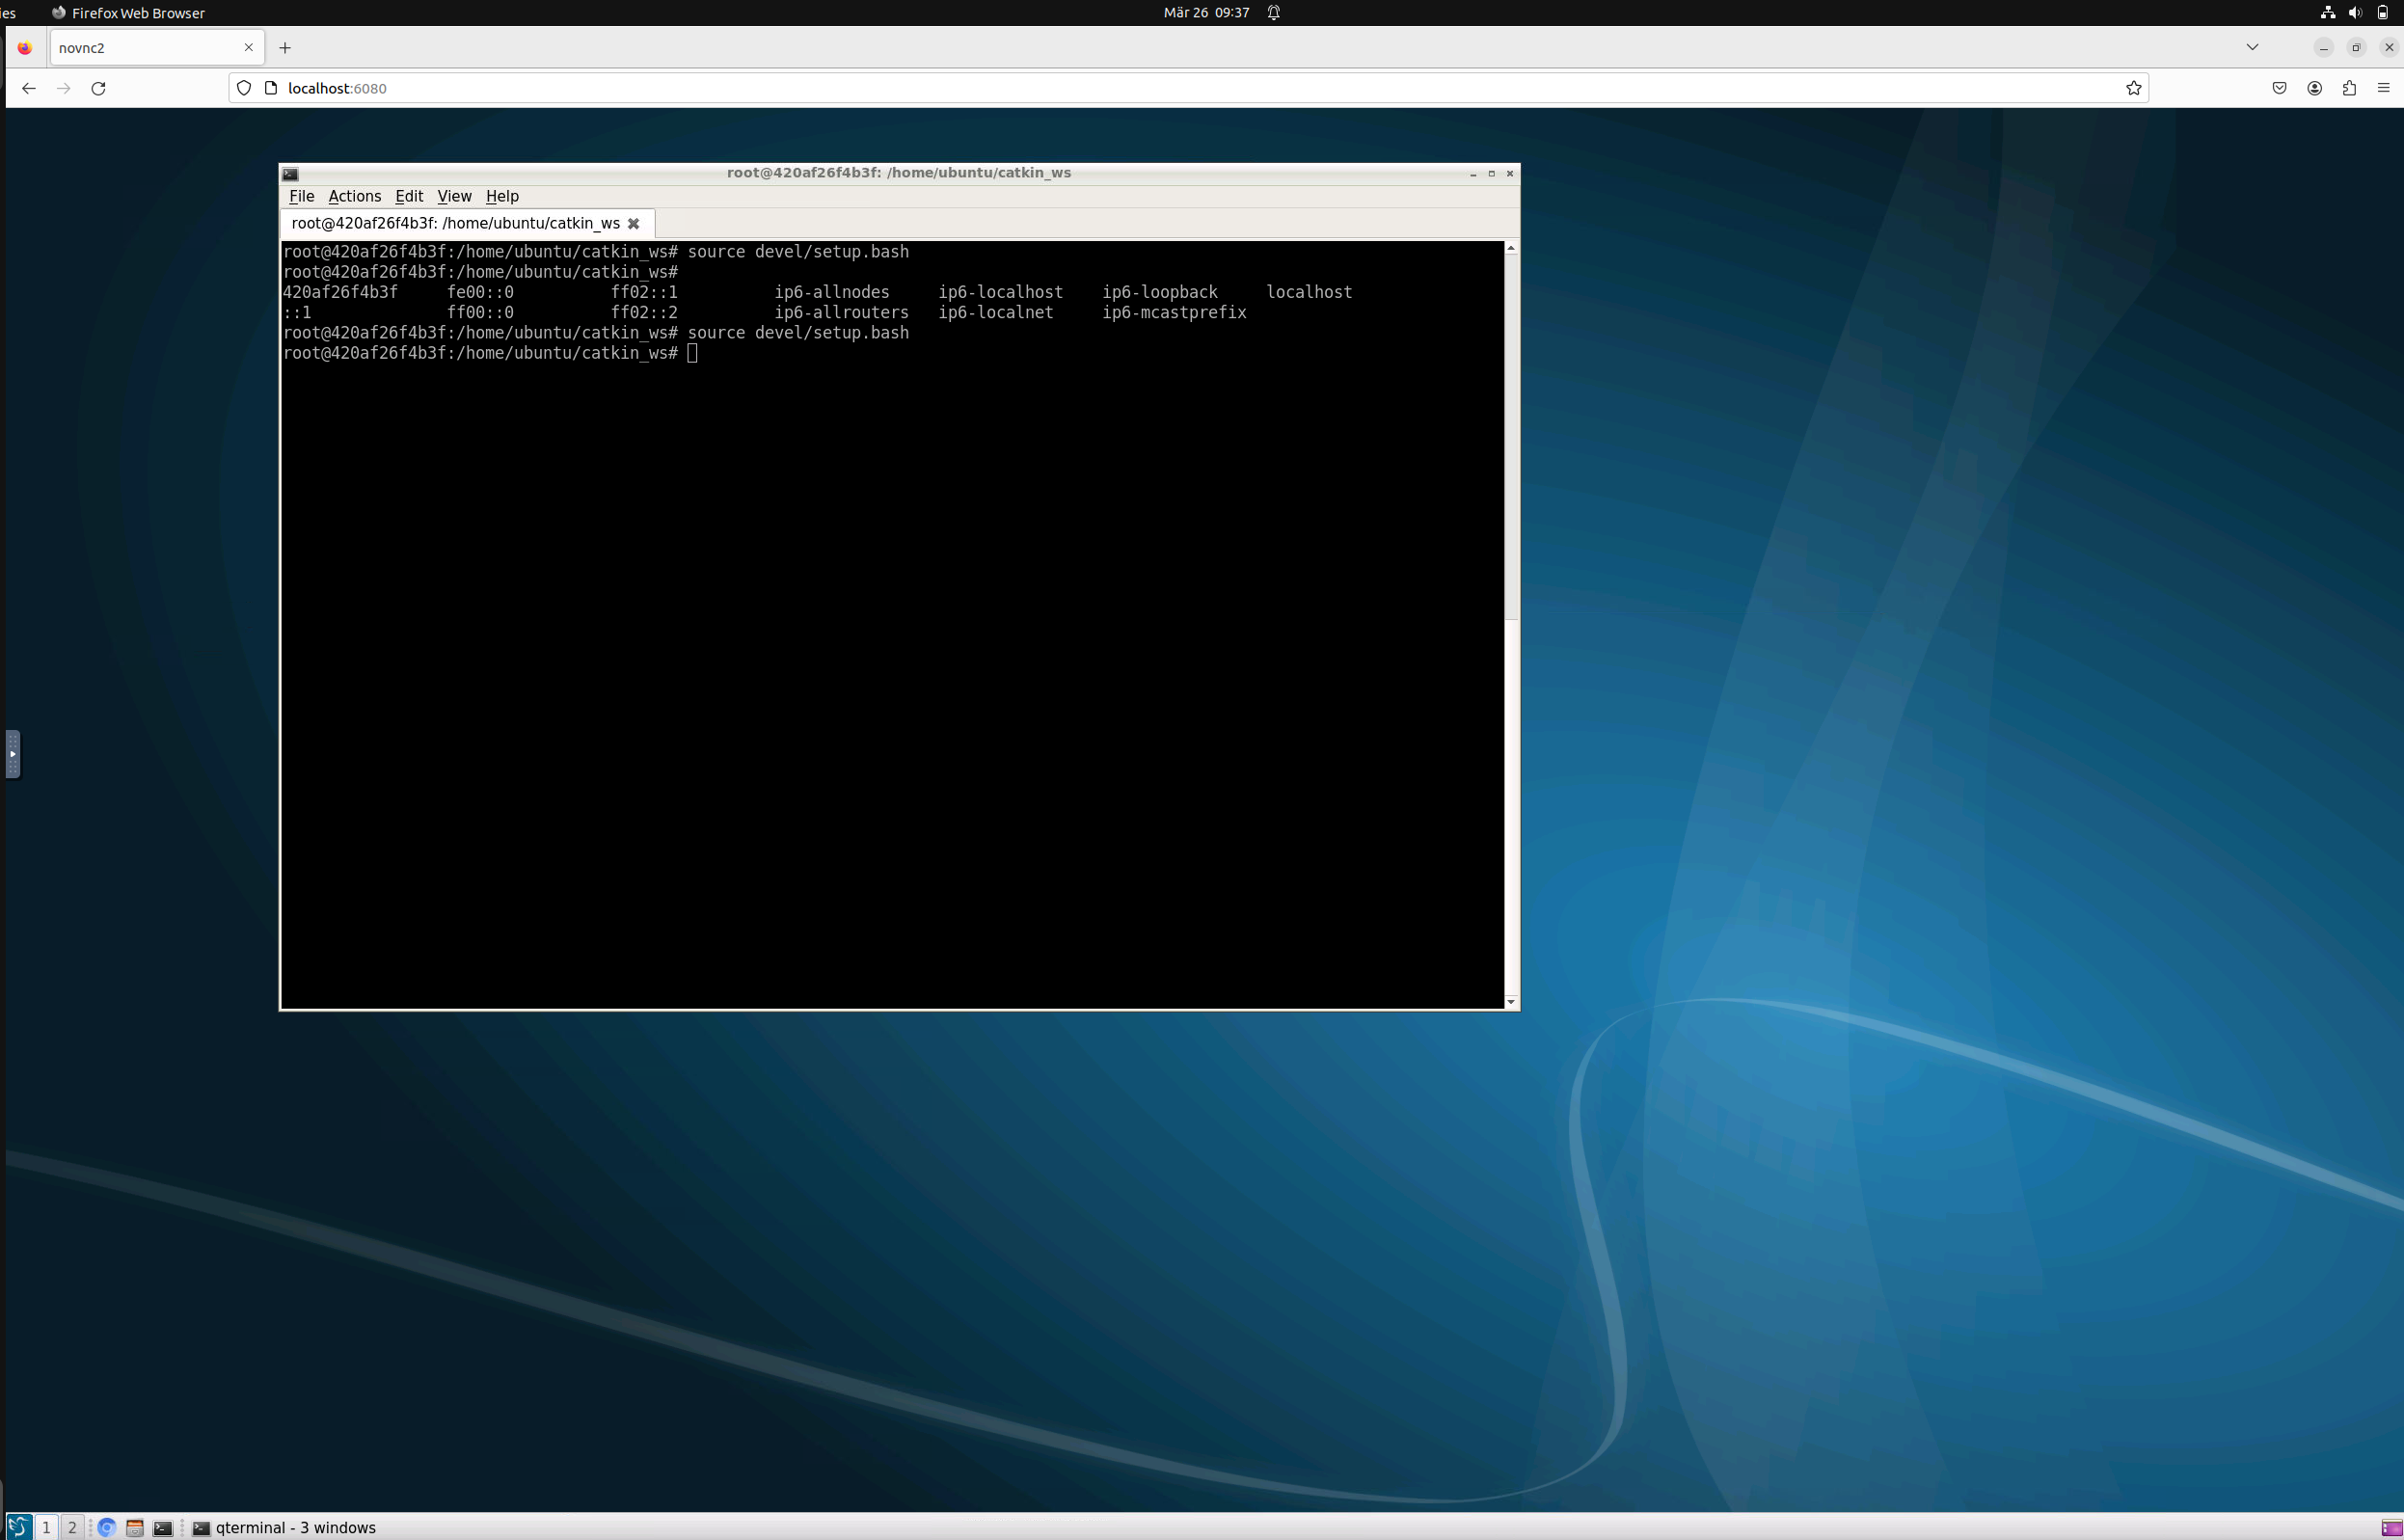 ies Firefox Web Browser Mär 26 09:37
novnc2
localhost:6080
root@420af26f4b3f: /home/ubuntu/catkin_ws
File Actions Edit View Help
root@420af26f4b3f: /home/ubuntu/catkin_ws
root@420af26f4b3f:/home/ubuntu/catkin_ws# source devel/setup.bash
root@420af26f4b3f:/home/ubuntu/catkin_ws#
420af26f4b3f fe00::0 ff02::1 ip6-allnodes ip6-localhost ip6-loopback localhost
::1 ff00::0 ff02::2 ip6-allrouters ip6-localnet ip6-mcastprefix
root@420af26f4b3f:/home/ubuntu/catkin_ws# source devel/setup.bash
root@420af26f4b3f:/home/ubuntu/catkin_ws#
1 2 qterminal - 3 windows